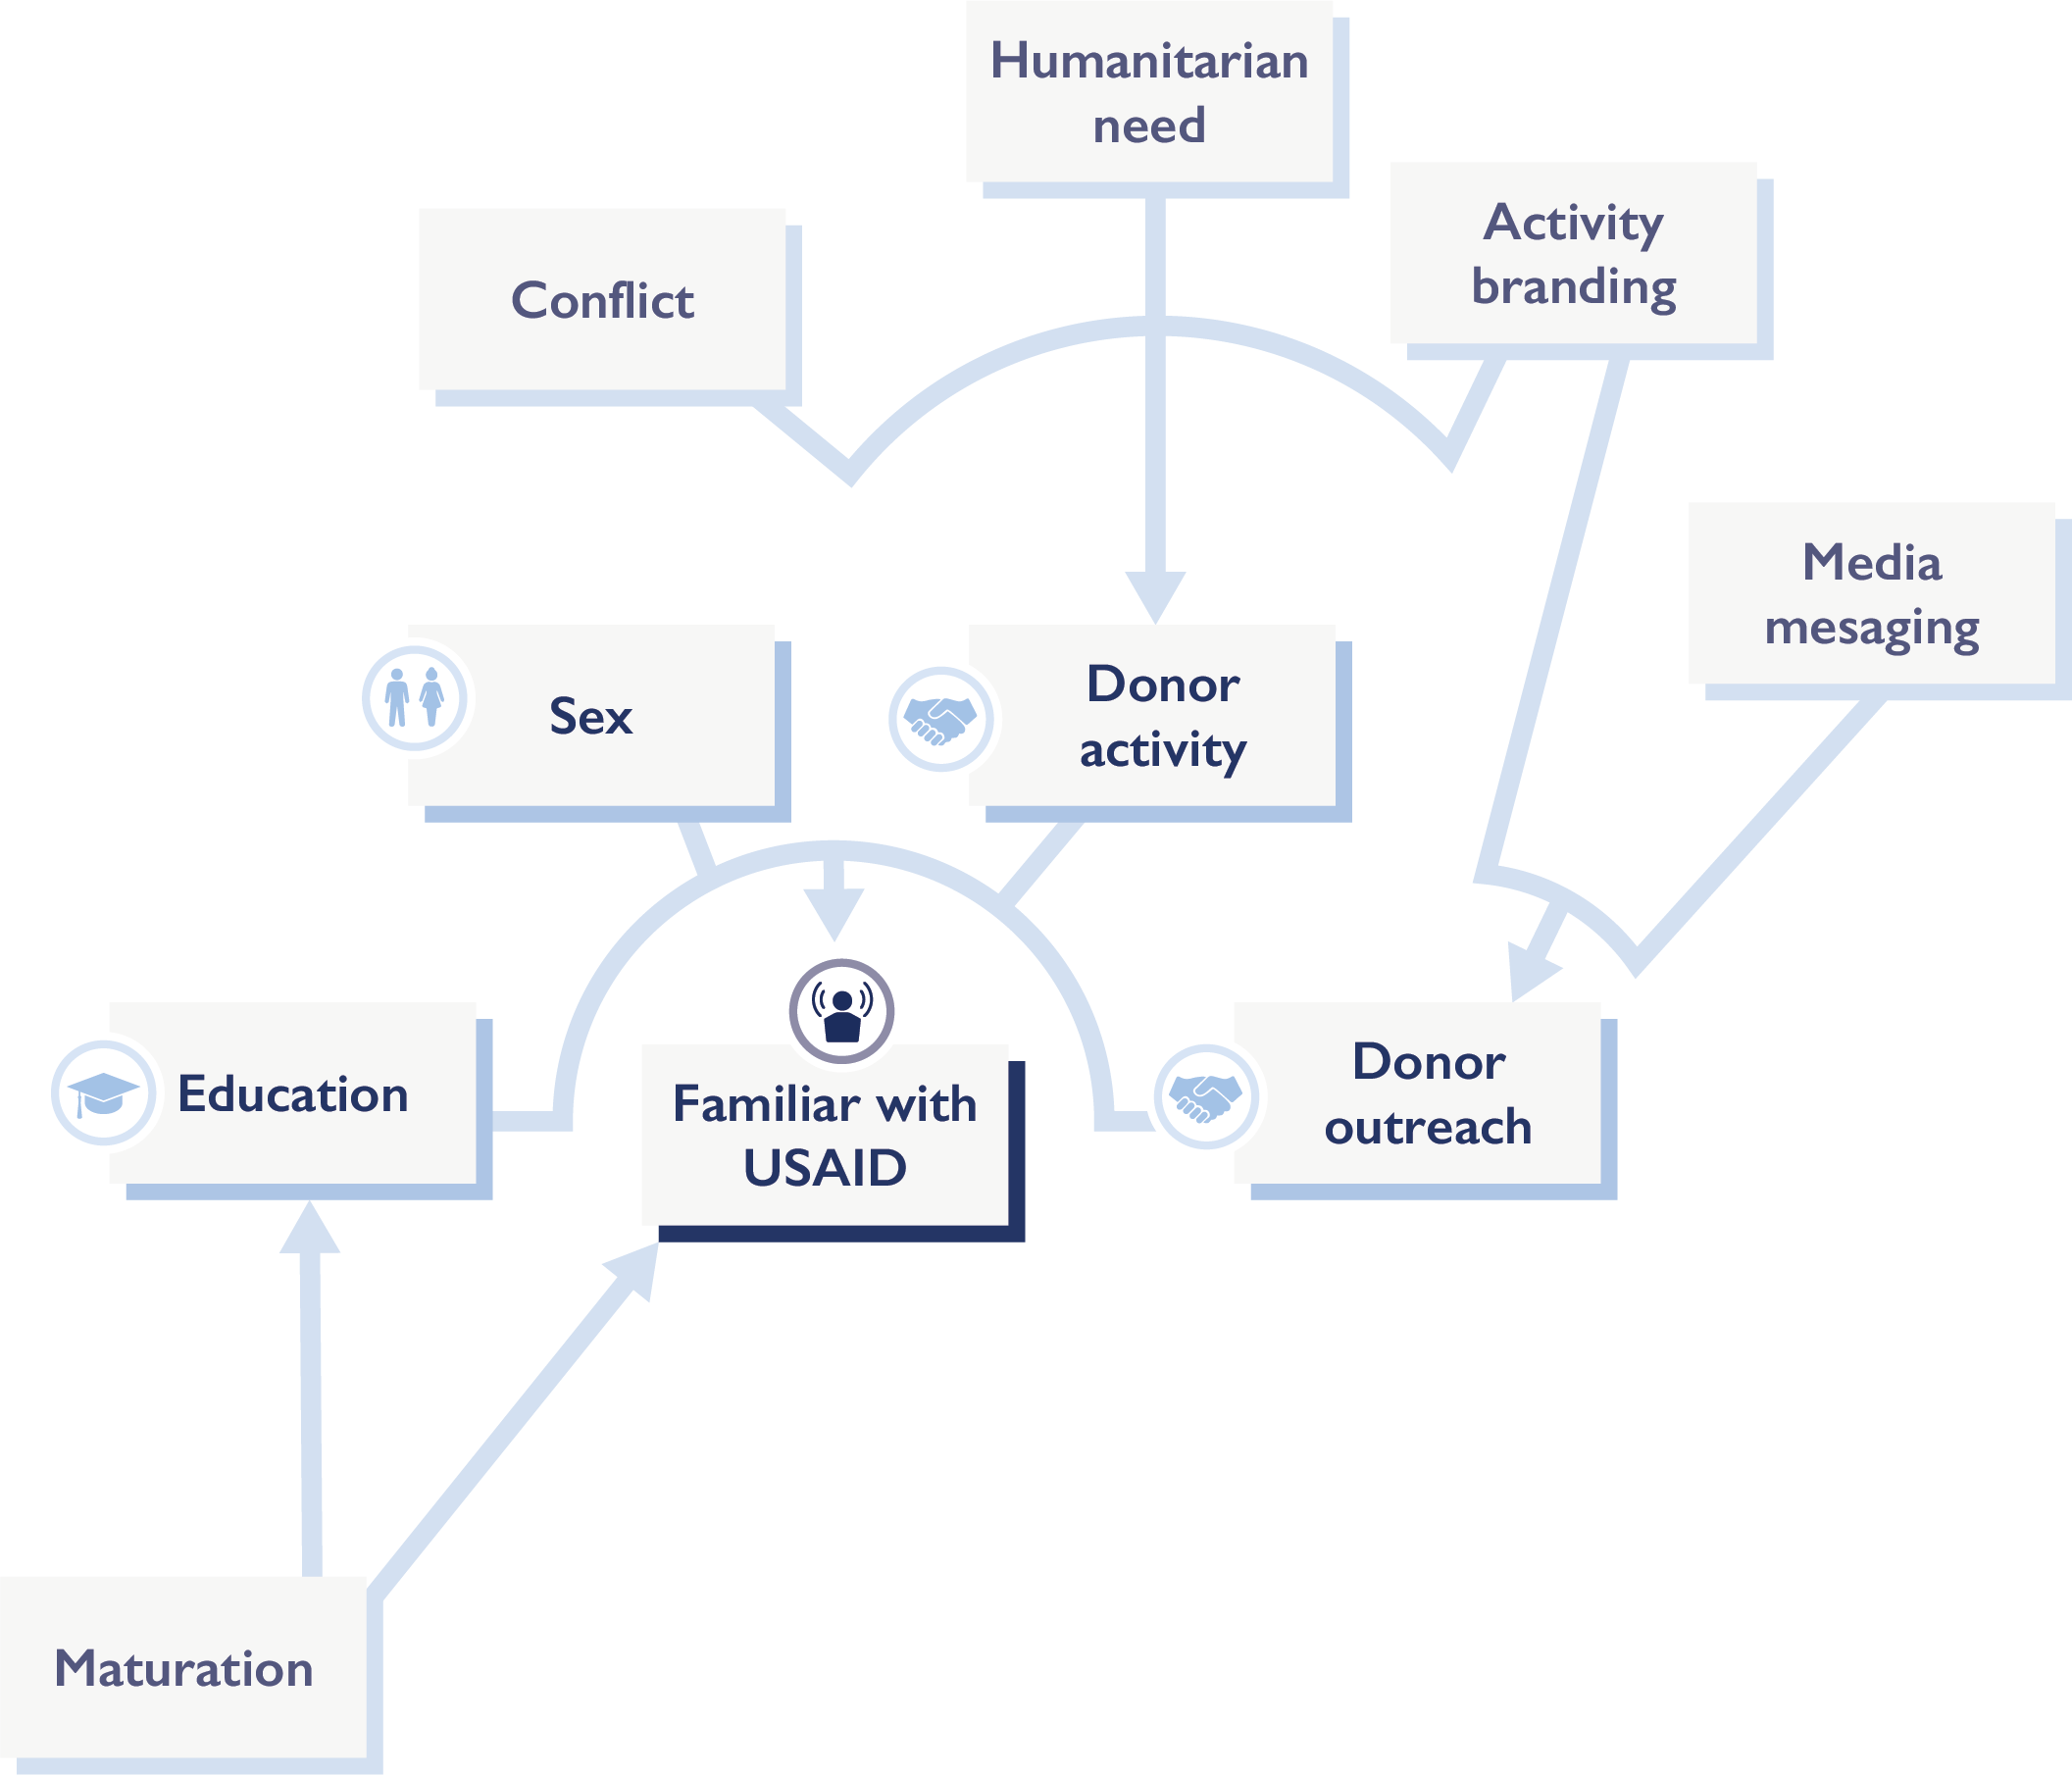 Humanitarian
need
Activity
branding
Conflict
Media
mesaging
Sex
Donor
activity
Education
Familiar with
USAID
Donor
outreach
Maturation